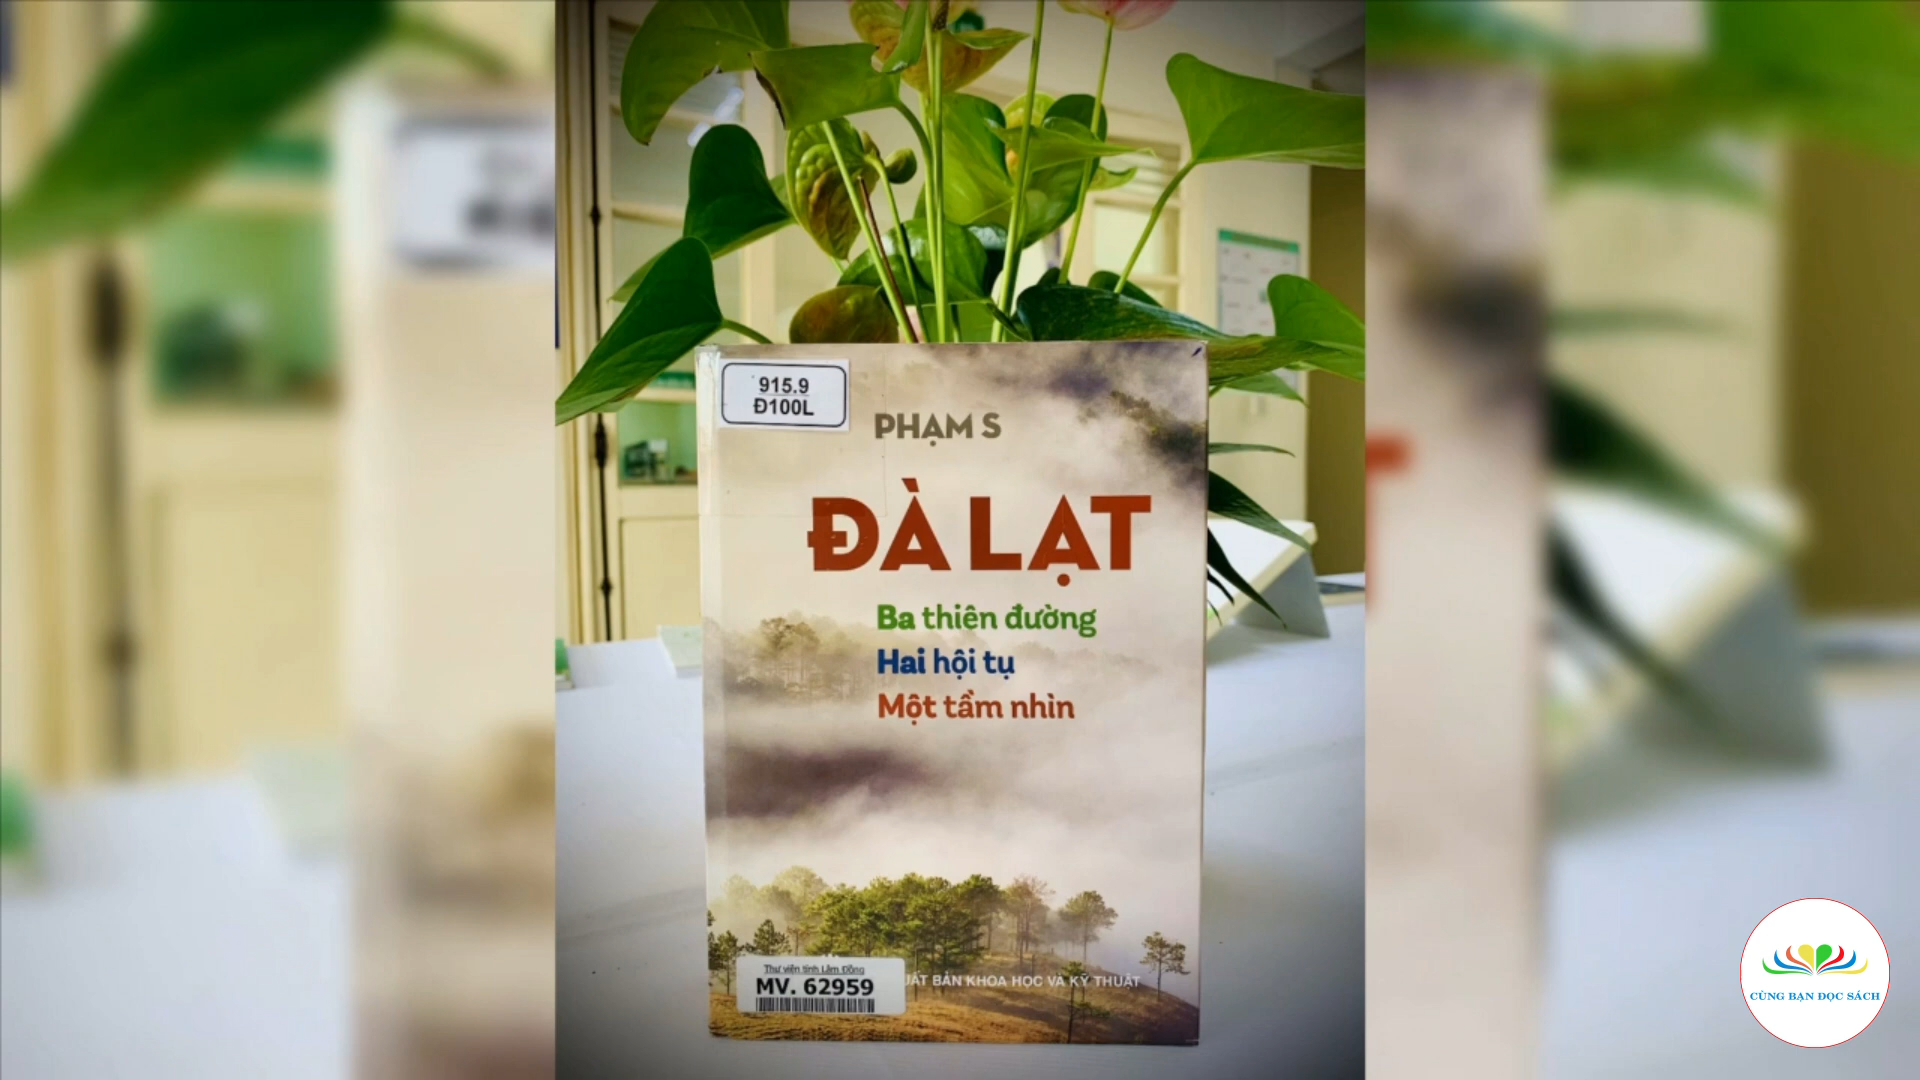 915.9
Đ100L
PHẠM S
ĐÀ LẠT
Ba thiên đường
Hai hội tụ
Một tầm nhìn
Thư viện tỉnh Lâm Đồng
MV. 62959
BẢN KHOA HỌC VÀ KỸ THUẬT
CÙNG BẠN ĐỌC SÁCH